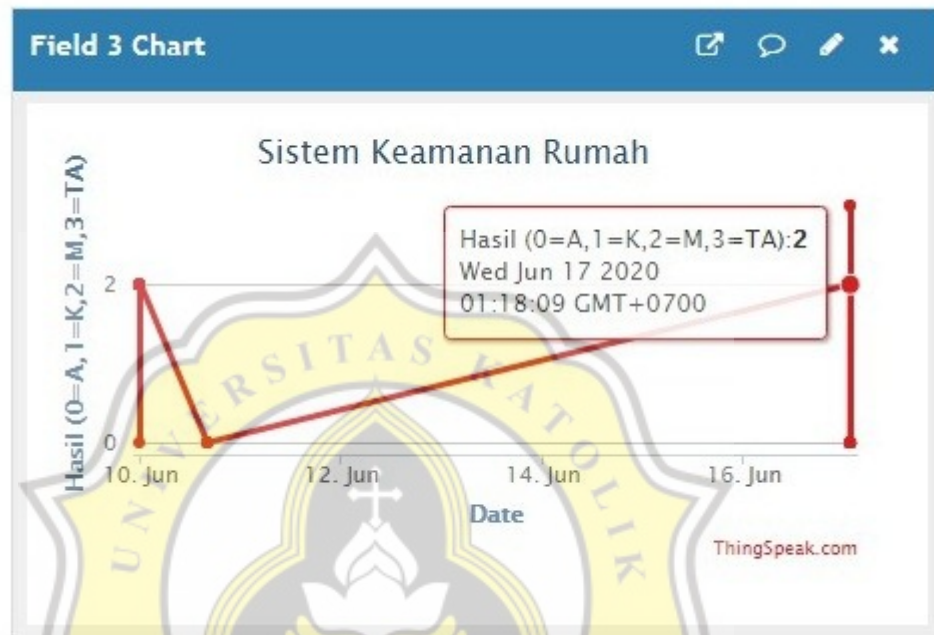 Field 3 Chart
Sistem Keamanan Rumah
Hasil (0=A,1=K,2=M,3=TA)
Hasil (0=A,1=K,2=M,3=TA):2
Wed Jun 17 2020
01:18:09 GMT+0700
2
0
10. Jun 12. Jun 14. Jun 16. Jun
Date
ThingSpeak.com
UNIVERSITAS KATOLIK